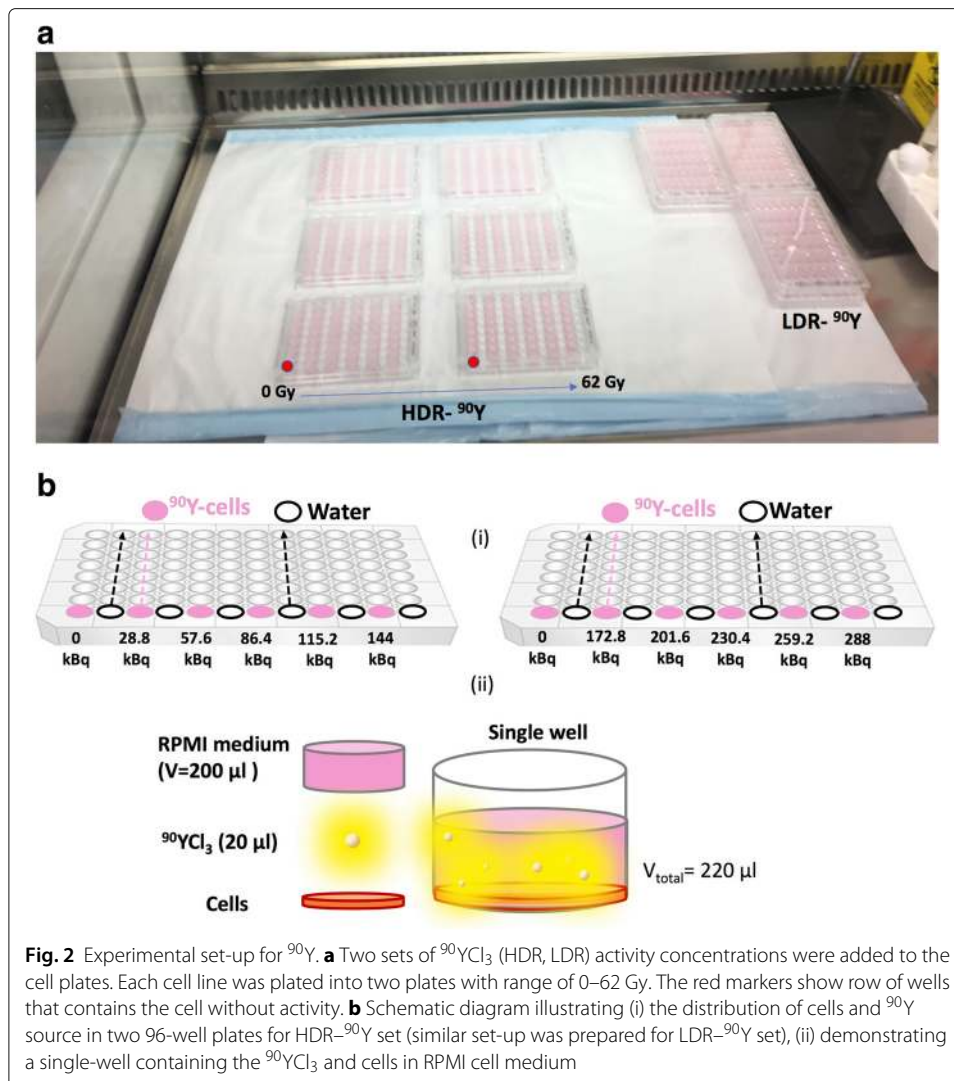 a
LDR- ⁹⁰Y
0 Gy
62 Gy
HDR- ⁹⁰Y
b
⁹⁰Y-cells
Water
(i)
⁹⁰Y-cells
Water
0 28.8 57.6 86.4 115.2 144
kBq kBq kBq kBq kBq kBq
0 172.8 201.6 230.4 259.2 288
kBq kBq kBq kBq kBq kBq
(ii)
RPMI medium
(V=200 µl )
Single well
⁹⁰YCl₃ (20 µl)
V_total= 220 µl
Cells
Fig. 2 Experimental set-up for ⁹⁰Y. a Two sets of ⁹⁰YCl₃ (HDR, LDR) activity concentrations were added to the
cell plates. Each cell line was plated into two plates with range of 0–62 Gy. The red markers show row of wells
that contains the cell without activity. b Schematic diagram illustrating (i) the distribution of cells and ⁹⁰Y
source in two 96-well plates for HDR–⁹⁰Y set (similar set-up was prepared for LDR–⁹⁰Y set), (ii) demonstrating
a single-well containing the ⁹⁰YCl₃ and cells in RPMI cell medium